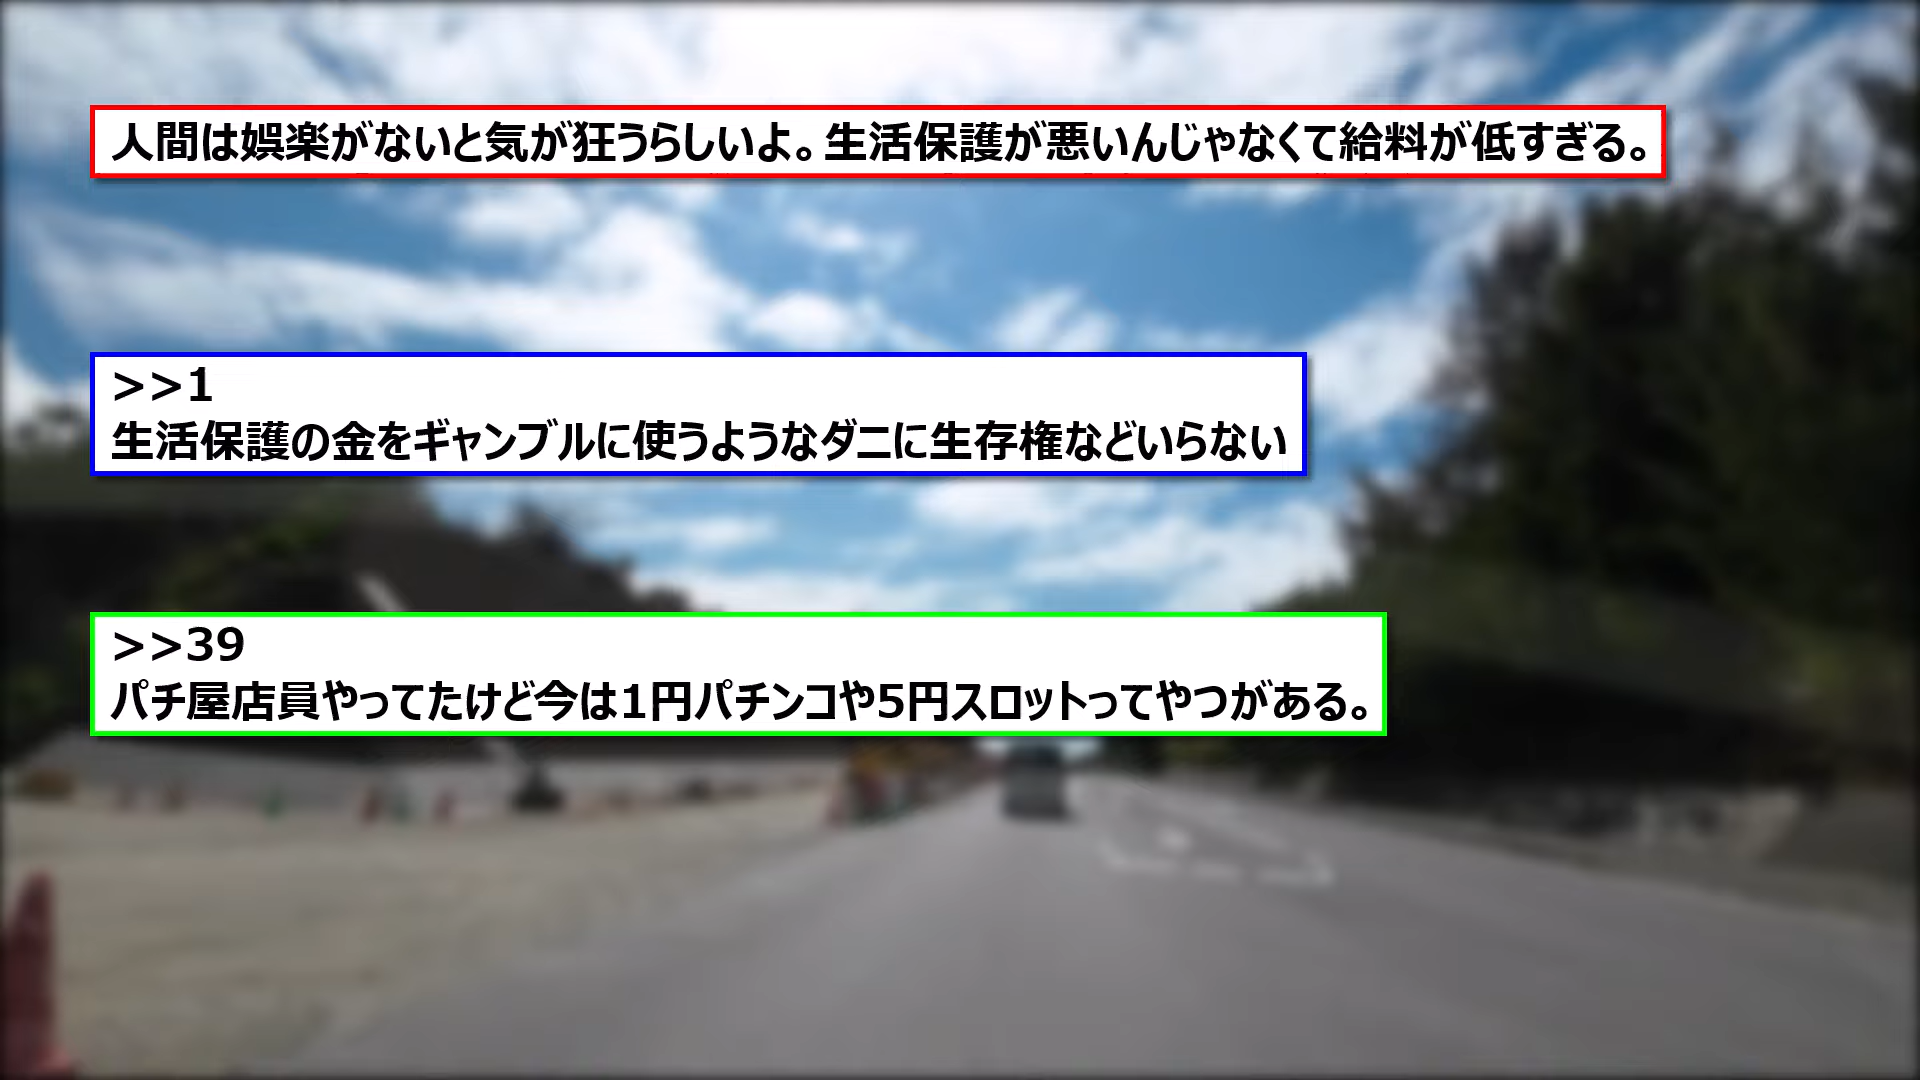 人間は娯楽がないと気が狂うらしいよ。生活保護が悪いんじゃなくて給料が低すぎる。
>>1
生活保護の金をギャンブルに使うようなダニに生存権などいらない
>>39
パチ屋店員やってたけど今は1円パチンコや5円スロットってやつがある。